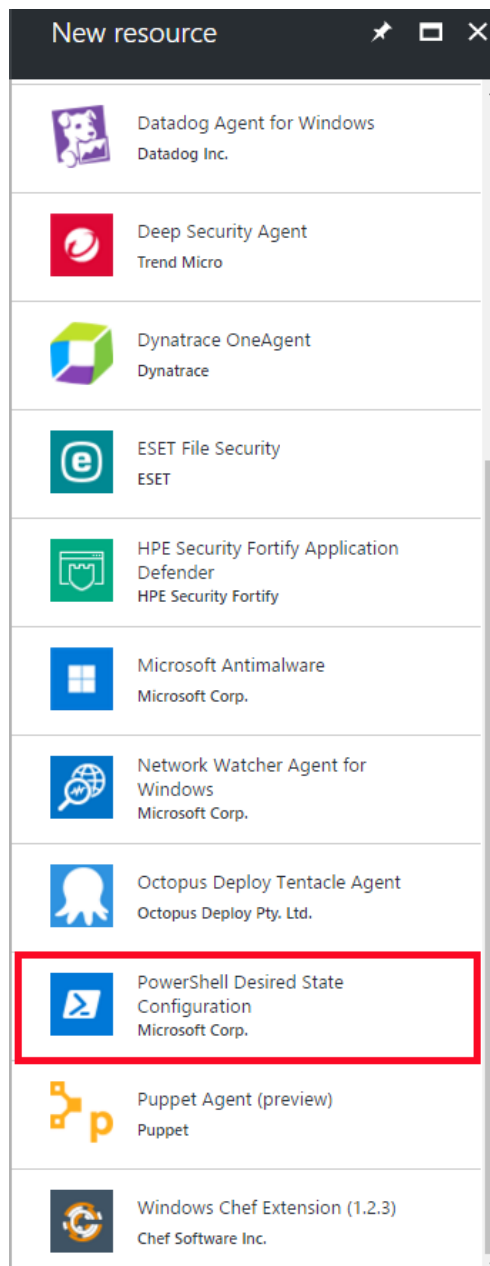 New resource
Datadog Agent for Windows
Datadog Inc.
Deep Security Agent
Trend Micro
Dynatrace OneAgent
Dynatrace
ESET File Security
ESET
HPE Security Fortify Application
Defender
HPE Security Fortify
Microsoft Antimalware
Microsoft Corp.
Network Watcher Agent for
Windows
Microsoft Corp.
Octopus Deploy Tentacle Agent
Octopus Deploy Pty. Ltd.
PowerShell Desired State
Configuration
Microsoft Corp.
Puppet Agent (preview)
Puppet
Windows Chef Extension (1.2.3)
Chef Software Inc.